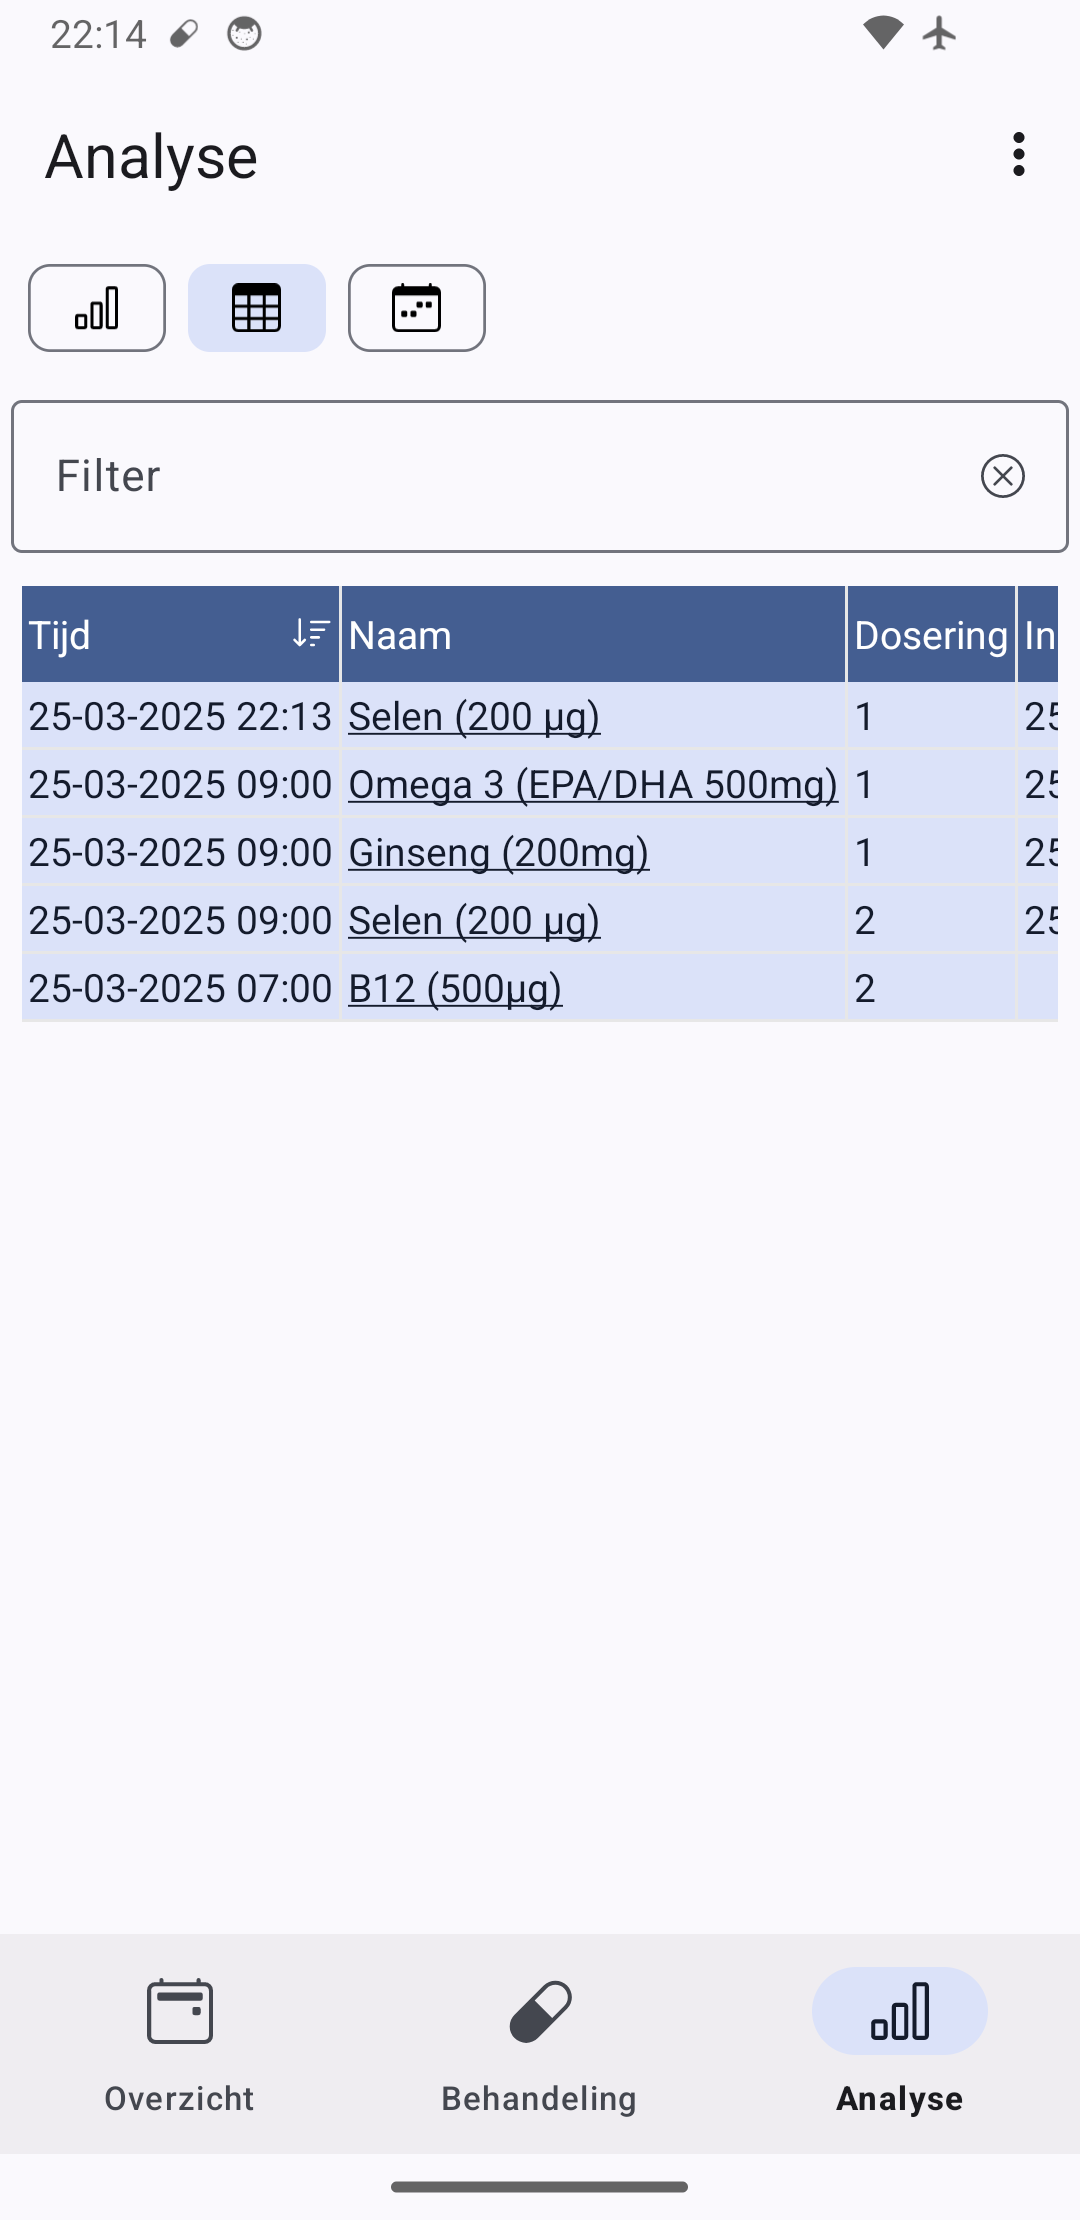 22:14
Analyse
Filter
Tijd Naam Dosering In
25-03-2025 22:13 Selen (200 µg) 1 25
25-03-2025 09:00 Omega 3 (EPA/DHA 500mg) 1 25
25-03-2025 09:00 Ginseng (200mg) 1 25
25-03-2025 09:00 Selen (200 µg) 2 25
25-03-2025 07:00 B12 (500µg) 2
Overzicht Behandeling Analyse